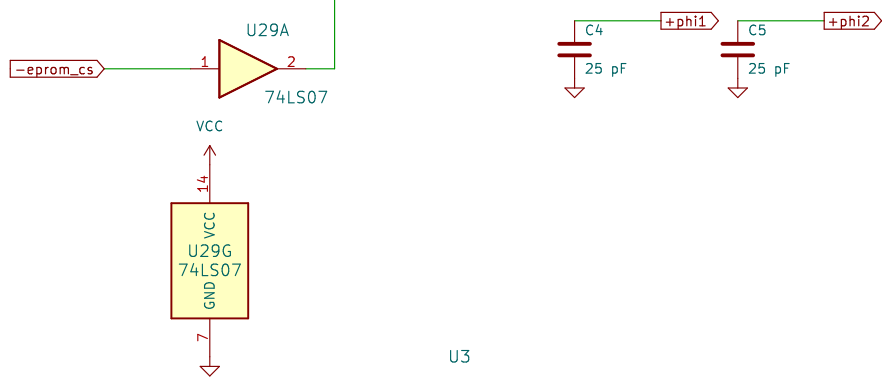 U29A
-eprom_cs
1
2
74LS07
+phi1
C4
25 pF
+phi2
C5
25 pF
VCC
14
VCC
U29G
74LS07
GND
7
U3